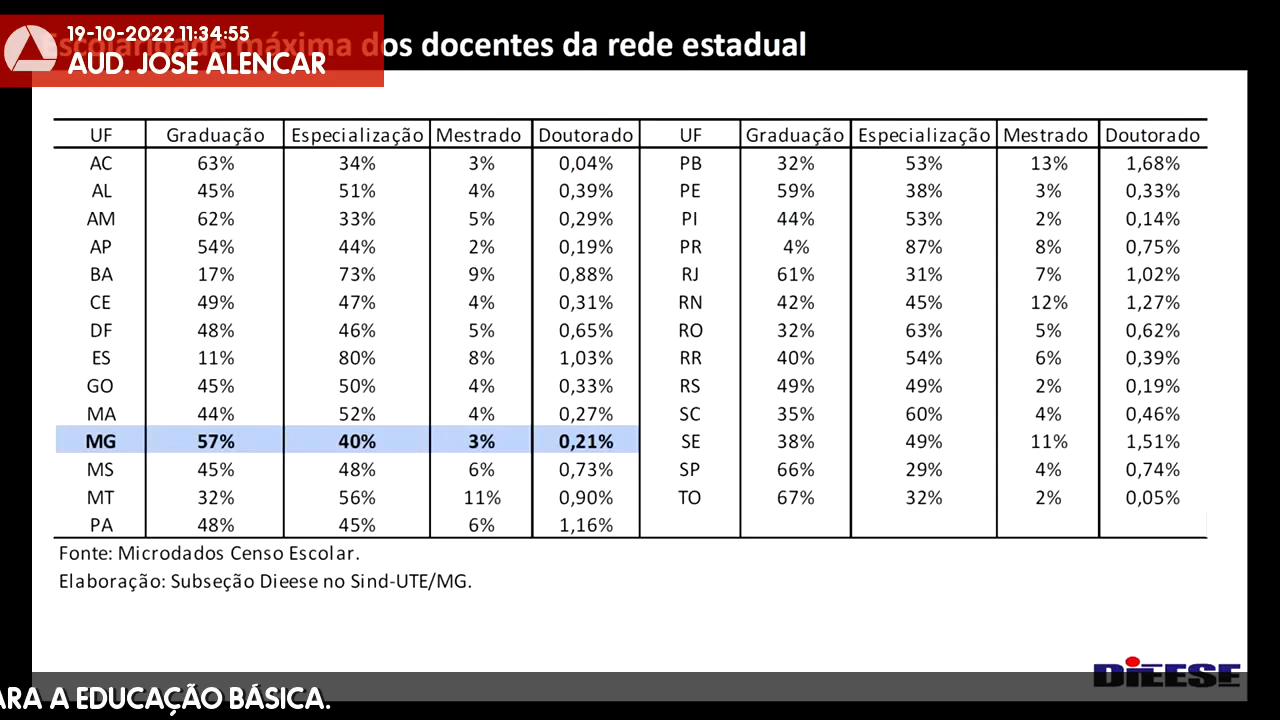 19-10-2022 11:34:55
AUD. JOSÉ ALENCAR
Escolaridade máxima dos docentes da rede estadual
UF Graduação Especialização Mestrado Doutorado UF Graduação Especialização Mestrado Doutorado
AC 63% 34% 3% 0,04% PB 32% 53% 13% 1,68%
AL 45% 51% 4% 0,39% PE 59% 38% 3% 0,33%
AM 62% 33% 5% 0,29% PI 44% 53% 2% 0,14%
AP 54% 44% 2% 0,19% PR 4% 87% 8% 0,75%
BA 17% 73% 9% 0,88% RJ 61% 31% 7% 1,02%
CE 49% 47% 4% 0,31% RN 42% 45% 12% 1,27%
DF 48% 46% 5% 0,65% RO 32% 63% 5% 0,62%
ES 11% 80% 8% 1,03% RR 40% 54% 6% 0,39%
GO 45% 50% 4% 0,33% RS 49% 49% 2% 0,19%
MA 44% 52% 4% 0,27% SC 35% 60% 4% 0,46%
MG 57% 40% 3% 0,21% SE 38% 49% 11% 1,51%
MS 45% 48% 6% 0,73% SP 66% 29% 4% 0,74%
MT 32% 56% 11% 0,90% TO 67% 32% 2% 0,05%
PA 48% 45% 6% 1,16%
Fonte: Microdados Censo Escolar.
Elaboração: Subseção Dieese no Sind-UTE/MG.
DIEESE
ARA A EDUCAÇÃO BÁSICA.